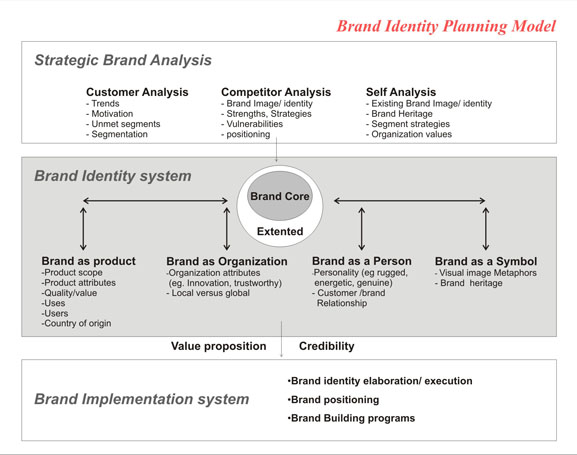 Brand Identity Planning Model
Strategic Brand Analysis
Customer Analysis
- Trends
- Motivation
- Unmet segments
- Segmentation
Competitor Analysis
- Brand Image/ identity
- Strengths, Strategies
- Vulnerabilities
- positioning
Self Analysis
- Existing Brand Image/ identity
- Brand Heritage
- Segment strategies
- Organization values
Brand Identity system
Brand Core
Extented
Brand as product
-Product scope
-Product attributes
-Quality/value
-Uses
-Users
-Country of origin
Brand as Organization
-Organization attributes
(eg. Innovation, trustworthy)
- Local versus global
Brand as a Person
-Personality (eg rugged,
energetic, genuine)
- Customer /brand
Relationship
Brand as a Symbol
- Visual image Metaphors
- Brand heritage
Value proposition
Credibility
Brand Implementation system
•Brand identity elaboration/ execution
•Brand positioning
•Brand Building programs